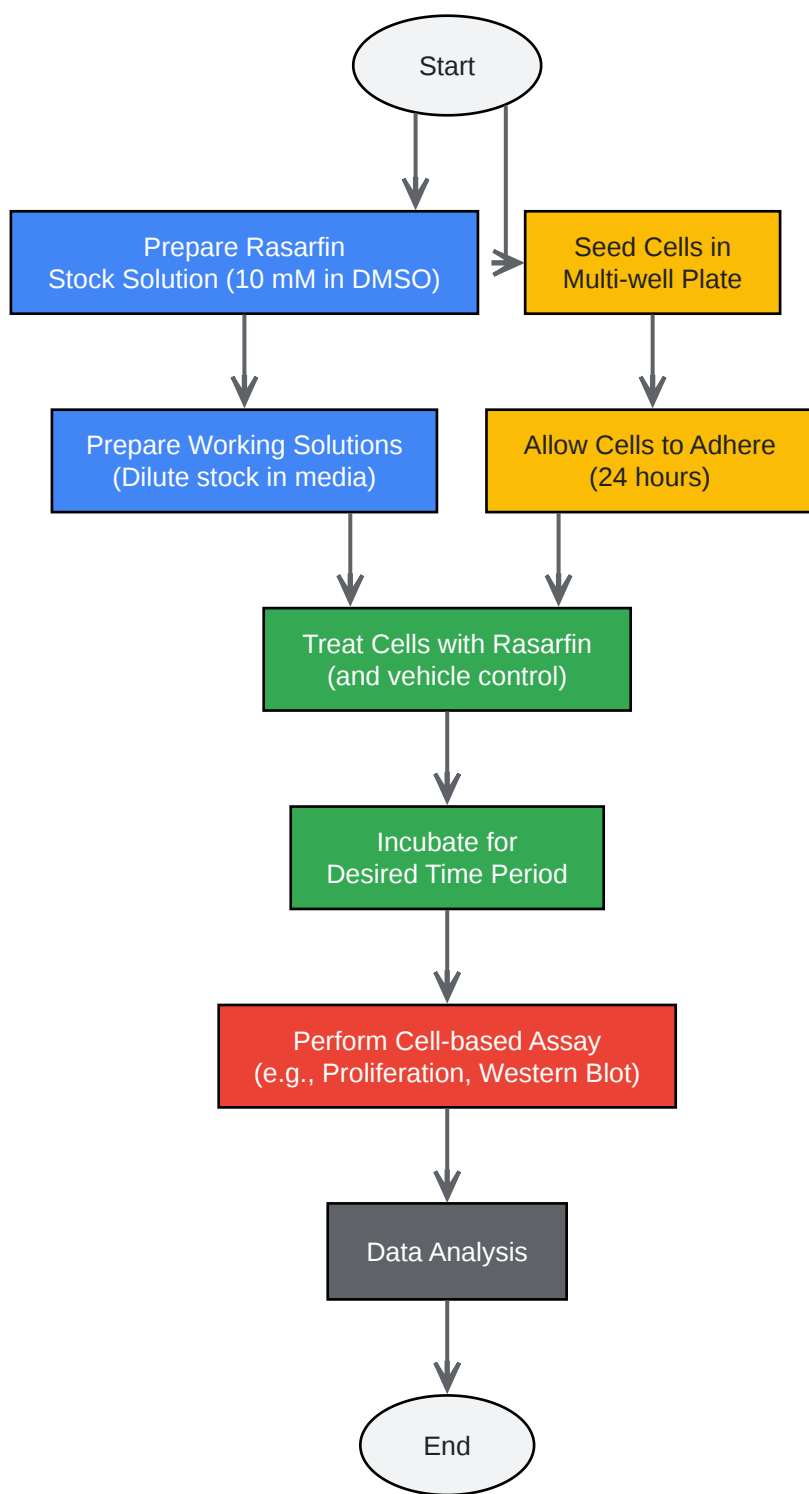 Start
Prepare Rasarfin
Stock Solution (10 mM in DMSO)
Seed Cells in
Multi-well Plate
Prepare Working Solutions
(Dilute stock in media)
Allow Cells to Adhere
(24 hours)
Treat Cells with Rasarfin
(and vehicle control)
Incubate for
Desired Time Period
Perform Cell-based Assay
(e.g., Proliferation, Western Blot)
Data Analysis
End